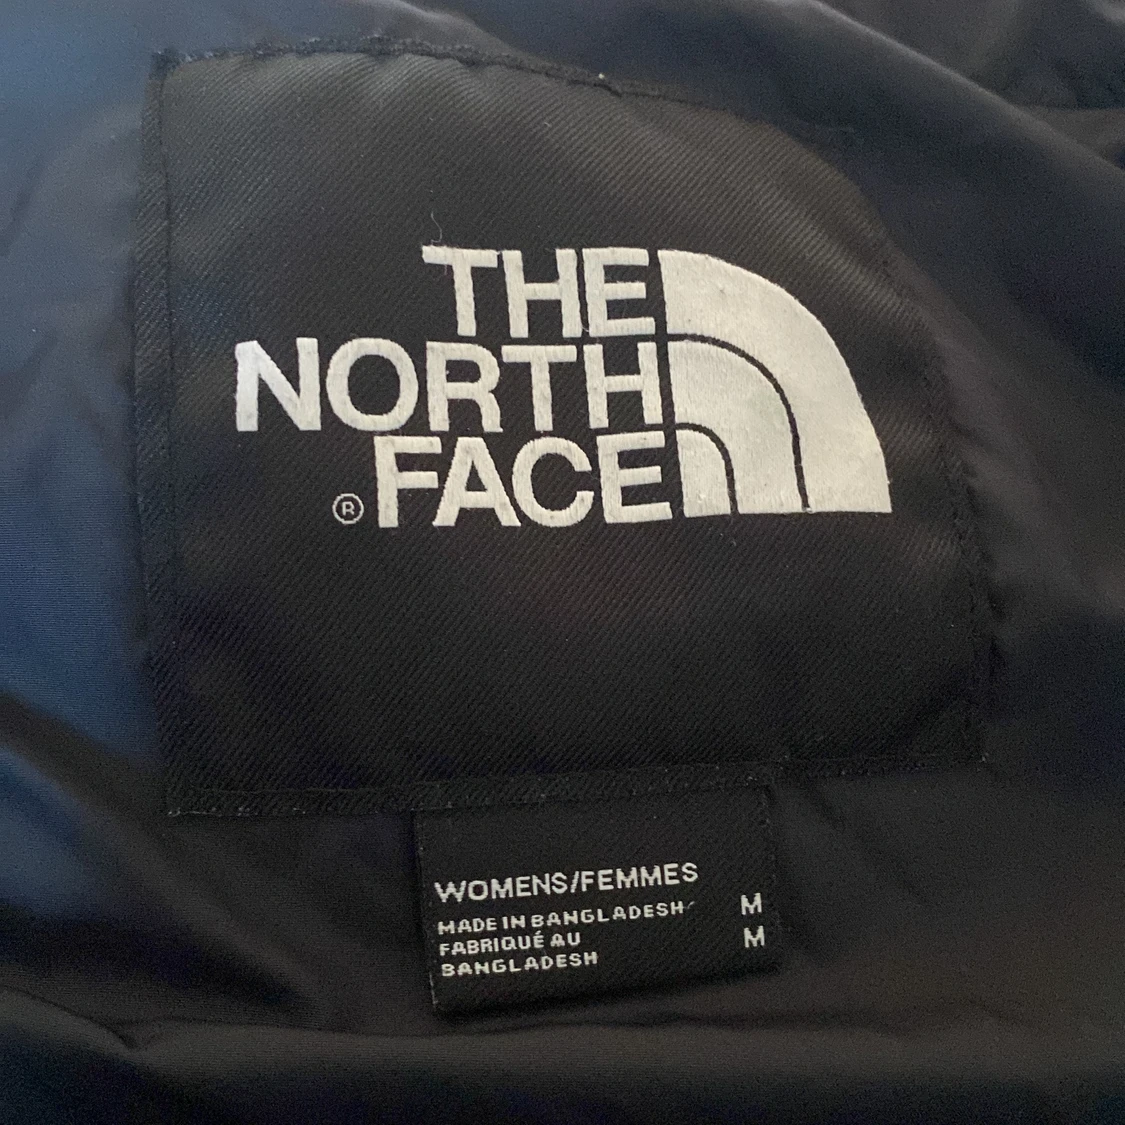 THE
NORTH
FACE
®
WOMENS/FEMMES
MADE IN BANGLADESH M
FABRIQUÉ AU M
BANGLADESH